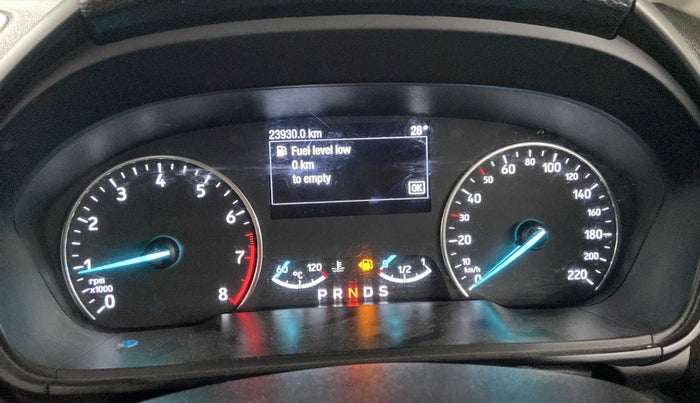 23930.0 km 28°
Fuel level low
0 km
to empty
OK
0 1 2 3 4 5 6 7 8
rpm
x1000
0 10 20 30 40 50 60 80 100 120 140 160 180 200 220
km/h
60 °C 120
0 1/2 1
P R N D S